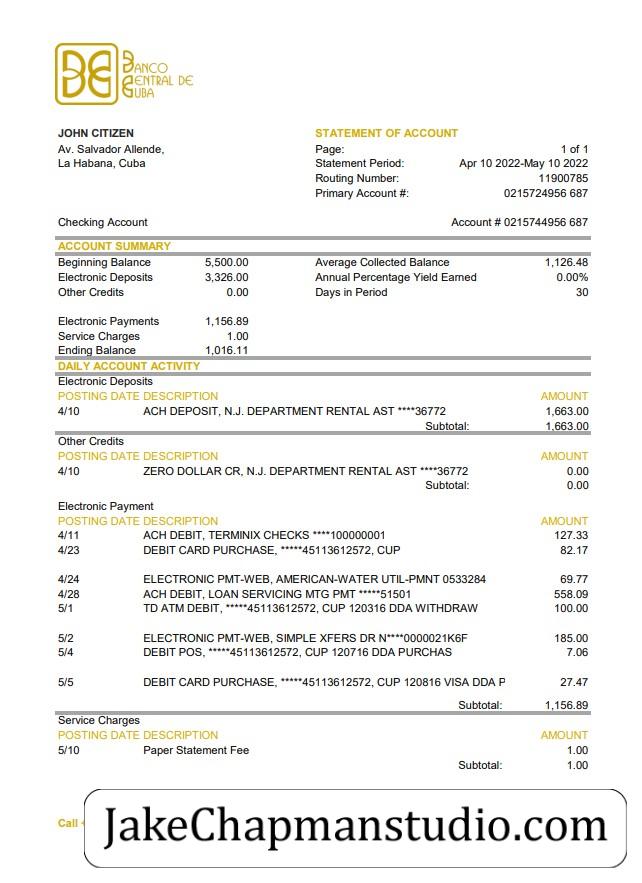 BANCO
CENTRAL DE
CUBA
JOHN CITIZEN
Av. Salvador Allende,
La Habana, Cuba
STATEMENT OF ACCOUNT
Page: 1 of 1
Statement Period: Apr 10 2022-May 10 2022
Routing Number: 11900785
Primary Account #: 0215724956 687
Checking Account Account # 0215744956 687
ACCOUNT SUMMARY
Beginning Balance 5,500.00 Average Collected Balance 1,126.48
Electronic Deposits 3,326.00 Annual Percentage Yield Earned 0.00%
Other Credits 0.00 Days in Period 30
Electronic Payments 1,156.89
Service Charges 1.00
Ending Balance 1,016.11
DAILY ACCOUNT ACTIVITY
Electronic Deposits
POSTING DATE DESCRIPTION AMOUNT
4/10 ACH DEPOSIT, N.J. DEPARTMENT RENTAL AST ****36772 1,663.00
Subtotal: 1,663.00
Other Credits
POSTING DATE DESCRIPTION AMOUNT
4/10 ZERO DOLLAR CR, N.J. DEPARTMENT RENTAL AST ****36772 0.00
Subtotal: 0.00
Electronic Payment
POSTING DATE DESCRIPTION AMOUNT
4/11 ACH DEBIT, TERMINIX CHECKS ****100000001 127.33
4/23 DEBIT CARD PURCHASE, *****45113612572, CUP 82.17
4/24 ELECTRONIC PMT-WEB, AMERICAN-WATER UTIL-PMNT 0533284 69.77
4/28 ACH DEBIT, LOAN SERVICING MTG PMT *****51501 558.09
5/1 TD ATM DEBIT, *****45113612572, CUP 120316 DDA WITHDRAW 100.00
5/2 ELECTRONIC PMT-WEB, SIMPLE XFERS DR N****0000021K6F 185.00
5/4 DEBIT POS, *****45113612572, CUP 120716 DDA PURCHAS 7.06
5/5 DEBIT CARD PURCHASE, *****45113612572, CUP 120816 VISA DDA P 27.47
Subtotal: 1,156.89
Service Charges
POSTING DATE DESCRIPTION AMOUNT
5/10 Paper Statement Fee 1.00
Subtotal: 1.00
Call
JakeChapmanstudio.com